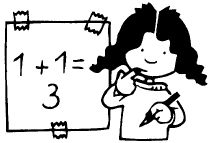 1 + 1 =
3